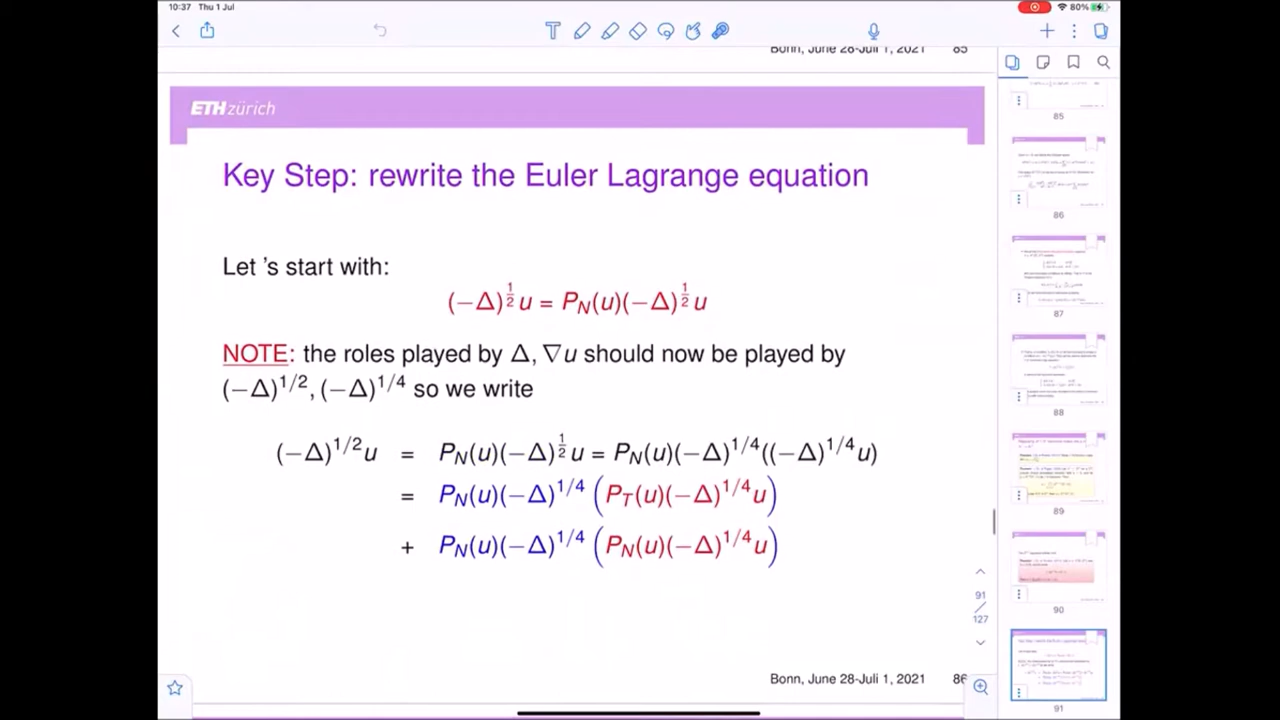 10:37 Thu 1 Jul
80%
Bonn, June 28-Juli 1, 2021 85
ETH zürich
Key Step: rewrite the Euler Lagrange equation
Let 's start with:
(−Δ)^{1/2} u = P_N(u)(−Δ)^{1/2} u
NOTE: the roles played by Δ, ∇u should now be played by
(−Δ)^{1/2}, (−Δ)^{1/4} so we write
(−Δ)^{1/2}u = P_N(u)(−Δ)^{1/2} u = P_N(u)(−Δ)^{1/4}((−Δ)^{1/4}u)
= P_N(u)(−Δ)^{1/4} (P_T(u)(−Δ)^{1/4}u)
+ P_N(u)(−Δ)^{1/4} (P_N(u)(−Δ)^{1/4}u)
Bonn, June 28-Juli 1, 2021 86
91
/
127
85
86
87
88
89
90
91